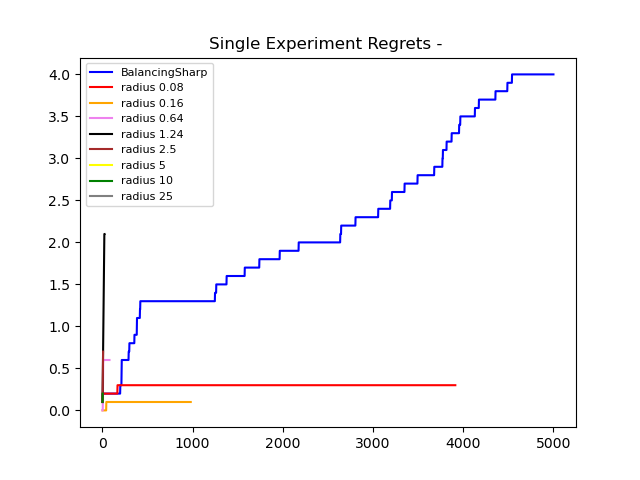 Single Experiment Regrets -
4.0
3.5
3.0
2.5
2.0
1.5
1.0
0.5
0.0
BalancingSharp
radius 0.08
radius 0.16
radius 0.64
radius 1.24
radius 2.5
radius 5
radius 10
radius 25
0 1000 2000 3000 4000 5000